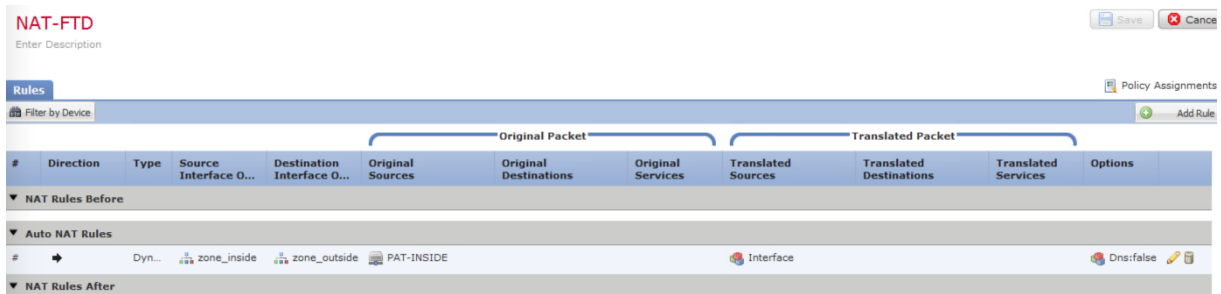 NAT-FTD
Save Cance
Enter Description
Rules
Policy Assignments
Filter by Device
Add Rule
Original Packet Translated Packet
# Direction Type Source Interface O... Destination Interface O... Original Sources Original Destinations Original Services Translated Sources Translated Destinations Translated Services Options
NAT Rules Before
Auto NAT Rules
# Dyn... zone_inside zone_outside PAT-INSIDE Interface Dns:false
NAT Rules After